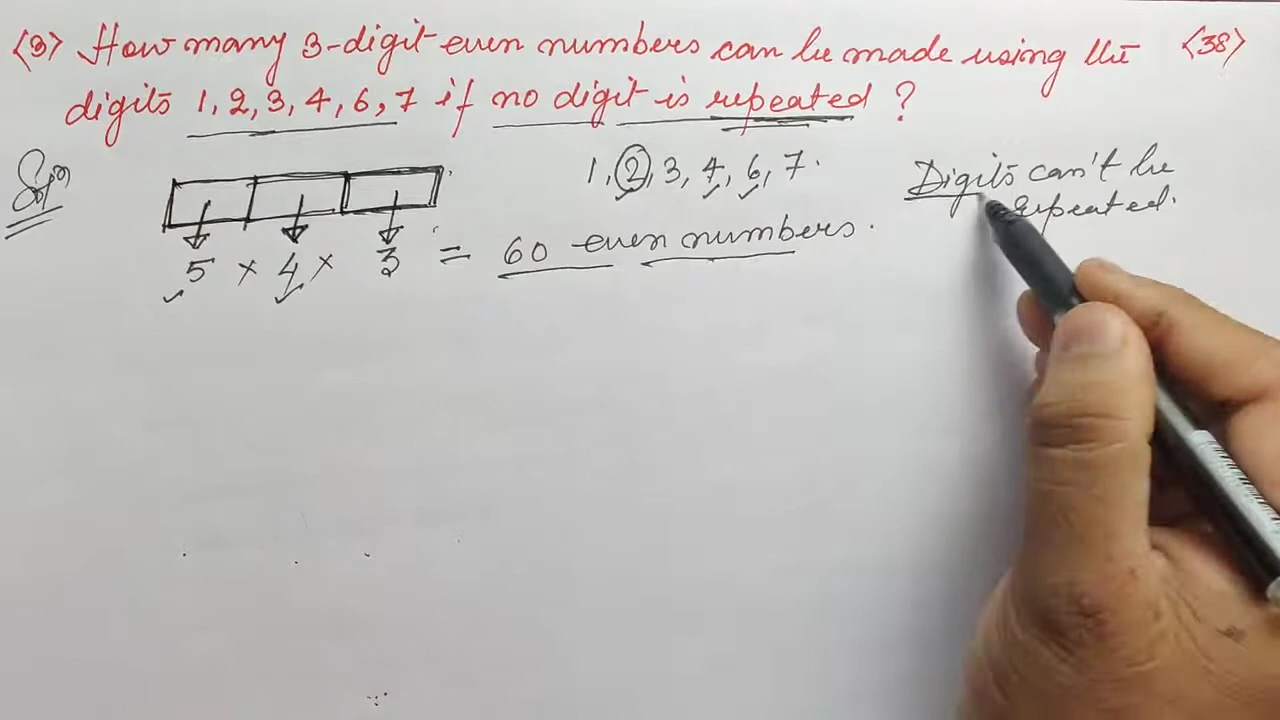 <3> How many 3-digit even numbers can be made using the <38>
digits 1, 2, 3, 4, 6, 7 if no digit is repeated ?
Sol^n
1, 2, 3, 4, 6, 7.
Digits can't be
repeated.
5 × 4 × 3 = 60 even numbers.